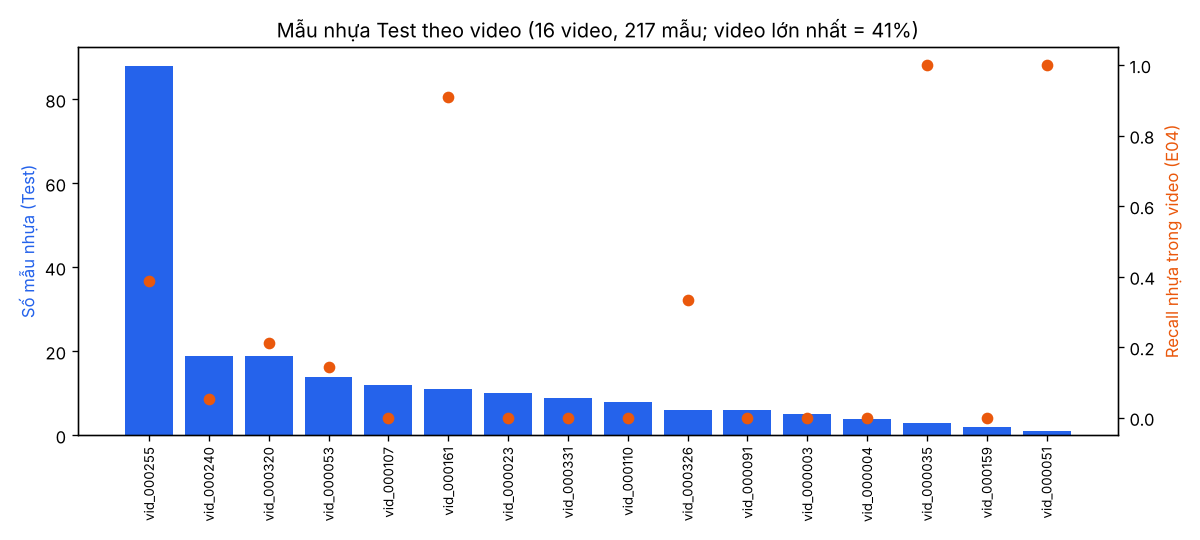 Mẫu nhựa Test theo video (16 video, 217 mẫu; video lớn nhất = 41%)
Số mẫu nhựa (Test)
80
60
40
20
0
1.0
0.8
0.6
0.4
0.2
0.0
Recall nhựa trong video (E04)
vid_000255
vid_000240
vid_000320
vid_000053
vid_000107
vid_000161
vid_000023
vid_000331
vid_000110
vid_000326
vid_000091
vid_000003
vid_000004
vid_000035
vid_000159
vid_000051